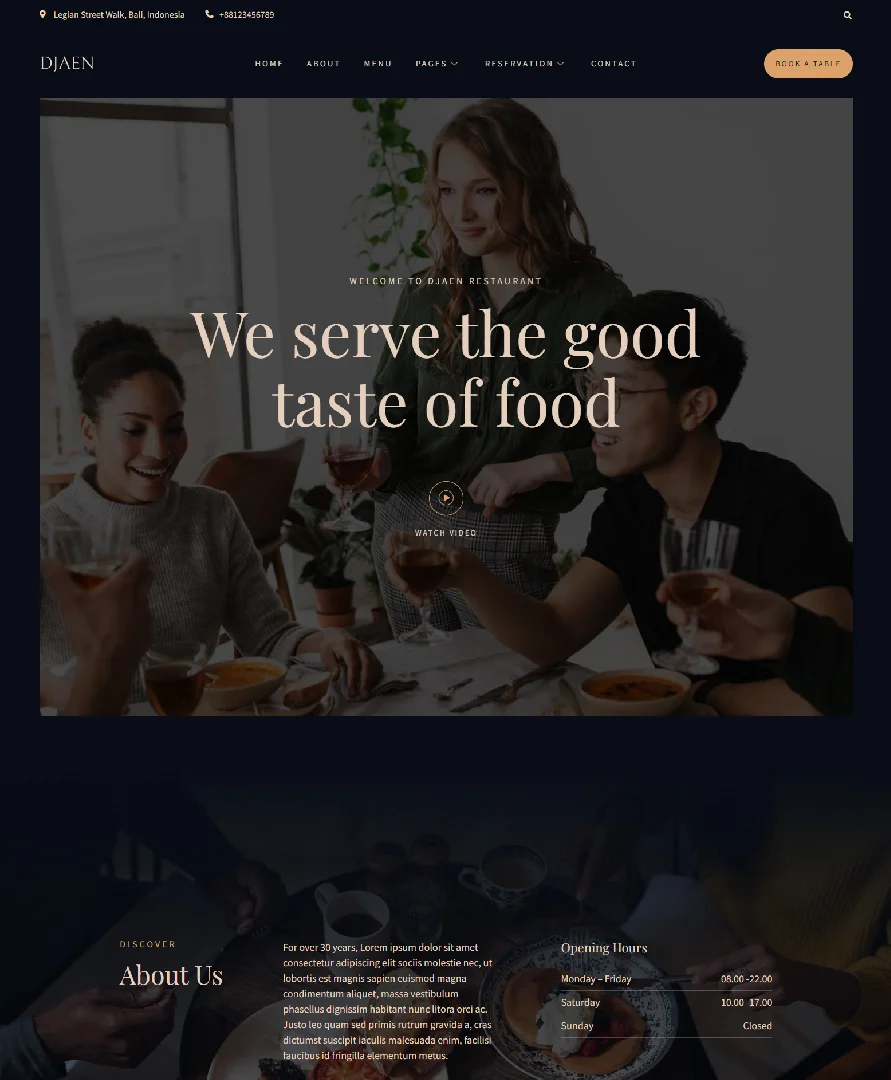 Legian Street Walk, Bali, Indonesia +88123456789
DJAEN HOME ABOUT MENU PAGES RESERVATION CONTACT BOOK A TABLE
WELCOME TO DJAEN RESTAURANT
We serve the good
taste of food
WATCH VIDEO
DISCOVER
About Us
For over 30 years, Lorem ipsum dolor sit amet
consectetur adipiscing elit sociis molestie nec, ut
lobortis est magnis sapien euismod magna
condimentum aliquet, massa vestibulum
phasellus dignissim habitant nunc litora orci ac.
Justo leo quam sed primis rutrum gravida a, cras
dictumst suscipit iaculis malesuada enim, facilisi
faucibus id fringilla elementum metus.
Opening Hours
Monday – Friday 08.00 -22.00
Saturday 10.00 -17.00
Sunday Closed